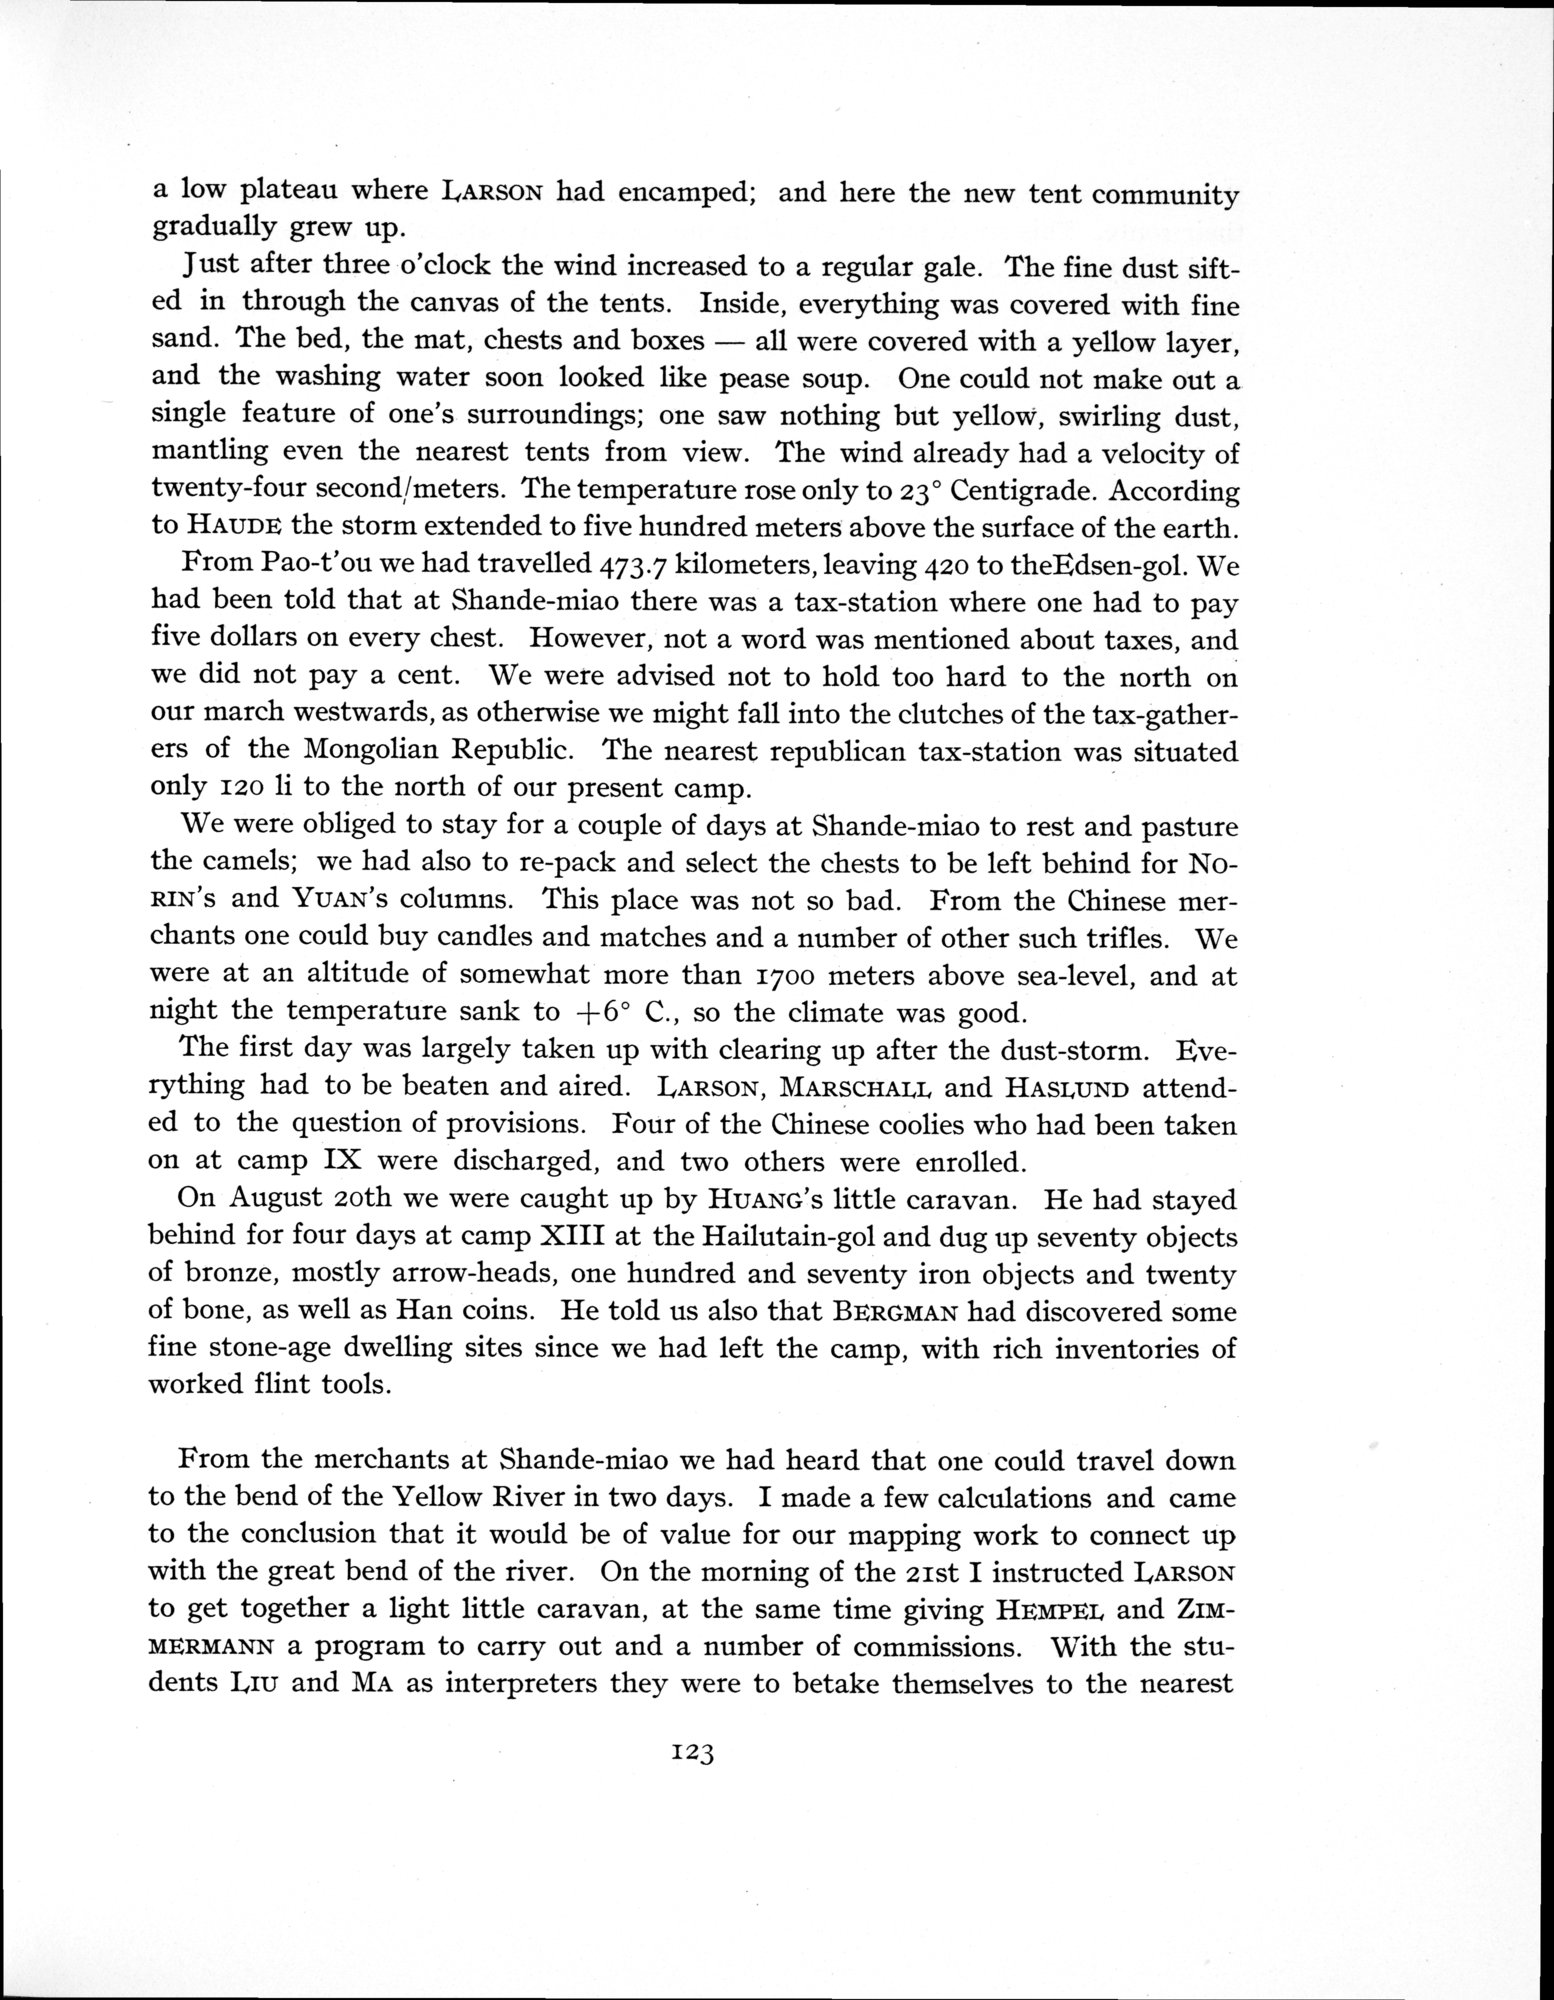 a low plateau where LARSON had encamped; and here the new tent community
gradually grew up.
Just after three o'clock the wind increased to a regular gale. The fine dust sift-
ed in through the canvas of the tents. Inside, everything was covered with fine
sand. The bed, the mat, chests and boxes — all were covered with a yellow layer,
and the washing water soon looked like pease soup. One could not make out a
single feature of one's surroundings; one saw nothing but yellow, swirling dust,
mantling even the nearest tents from view. The wind already had a velocity of
twenty-four second/meters. The temperature rose only to 23° Centigrade. According
to HAUDE the storm extended to five hundred meters above the surface of the earth.
From Pao-t'ou we had travelled 473.7 kilometers, leaving 420 to theEdsen-gol. We
had been told that at Shande-miao there was a tax-station where one had to pay
five dollars on every chest. However, not a word was mentioned about taxes, and
we did not pay a cent. We were advised not to hold too hard to the north on
our march westwards, as otherwise we might fall into the clutches of the tax-gather-
ers of the Mongolian Republic. The nearest republican tax-station was situated
only 120 li to the north of our present camp.
We were obliged to stay for a couple of days at Shande-miao to rest and pasture
the camels; we had also to re-pack and select the chests to be left behind for NO-
RIN's and YUAN's columns. This place was not so bad. From the Chinese mer-
chants one could buy candles and matches and a number of other such trifles. We
were at an altitude of somewhat more than 1700 meters above sea-level, and at
night the temperature sank to +6° C., so the climate was good.
The first day was largely taken up with clearing up after the dust-storm. Eve-
rything had to be beaten and aired. LARSON, MARSCHALL and HASLUND attend-
ed to the question of provisions. Four of the Chinese coolies who had been taken
on at camp IX were discharged, and two others were enrolled.
On August 20th we were caught up by HUANG's little caravan. He had stayed
behind for four days at camp XIII at the Hailutain-gol and dug up seventy objects
of bronze, mostly arrow-heads, one hundred and seventy iron objects and twenty
of bone, as well as Han coins. He told us also that BERGMAN had discovered some
fine stone-age dwelling sites since we had left the camp, with rich inventories of
worked flint tools.
From the merchants at Shande-miao we had heard that one could travel down
to the bend of the Yellow River in two days. I made a few calculations and came
to the conclusion that it would be of value for our mapping work to connect up
with the great bend of the river. On the morning of the 21st I instructed LARSON
to get together a light little caravan, at the same time giving HEMPEL and ZIM-
MERMANN a program to carry out and a number of commissions. With the stu-
dents LIU and MA as interpreters they were to betake themselves to the nearest
123